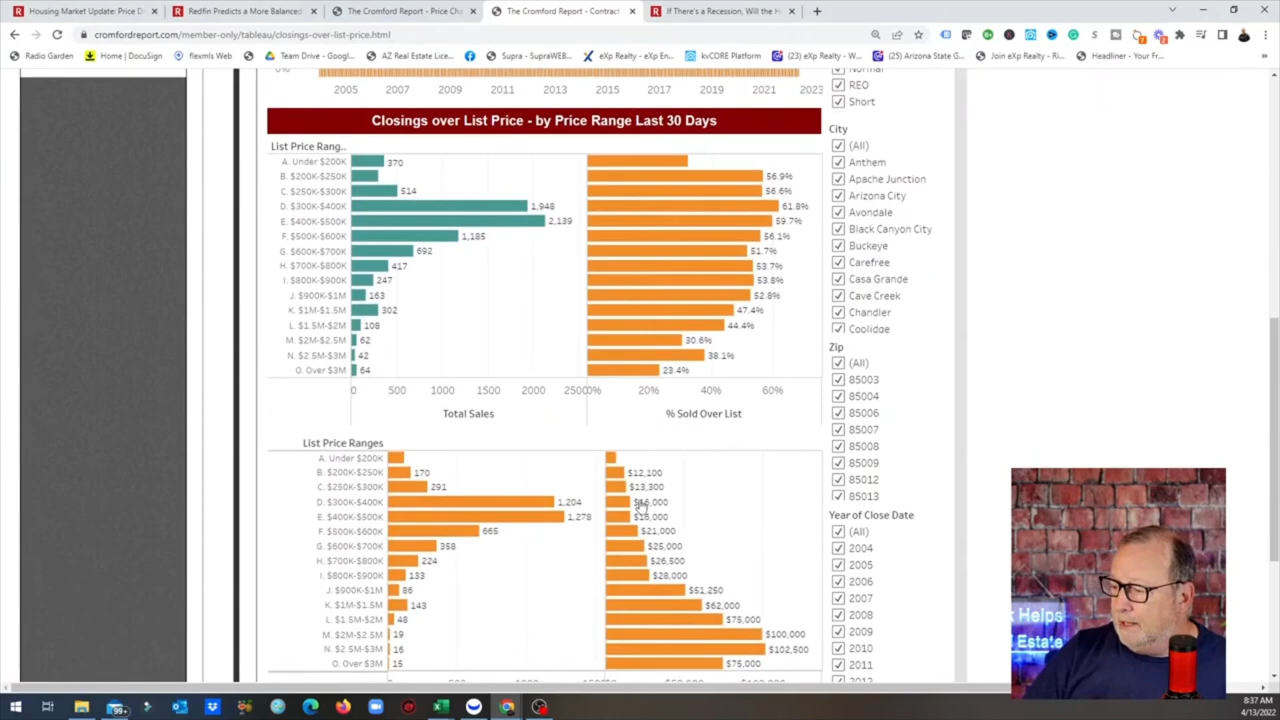 Housing Market Update: Price D
Redfin Predicts a More Balanced
The Cromford Report - Price Cha
The Cromford Report - Contract
If There's a Recession, Will the H
cromfordreport.com/member-only/tableau/closings-over-list-price.html
Radio Garden
Home | DocuSign
flexmls Web
Team Drive - Googl...
AZ Real Estate Lice...
Supra - SupraWEB...
eXp Realty - eXp En...
kvCORE Platform
(23) eXp Realty - W...
(25) Arizona State G...
Join eXp Realty - Ri...
Headliner - Your Fr...
0%
2005 2007 2009 2011 2013 2015 2017 2019 2021 2023
Closings over List Price - by Price Range Last 30 Days
List Price Rang..
A. Under $200K 370
B. $200K-$250K 56.9%
C. $250K-$300K 514 56.6%
D. $300K-$400K 1,948 61.8%
E. $400K-$500K 2,139 59.7%
F. $500K-$600K 1,185 56.1%
G. $600K-$700K 692 51.7%
H. $700K-$800K 417 53.7%
I. $800K-$900K 247 53.8%
J. $900K-$1M 163 52.8%
K. $1M-$1.5M 302 47.4%
L. $1.5M-$2M 108 44.4%
M. $2M-$2.5M 62 30.6%
N. $2.5M-$3M 42 38.1%
O. Over $3M 64 23.4%
0 500 1000 1500 2000 2500 0% 20% 40% 60%
Total Sales % Sold Over List
List Price Ranges
A. Under $200K
B. $200K-$250K 170 $12,100
C. $250K-$300K 291 $13,300
D. $300K-$400K 1,204
E. $400K-$500K 1,278
F. $500K-$600K 665 $21,000
G. $600K-$700K 358 $25,000
H. $700K-$800K 224 $26,500
I. $800K-$900K 133 $28,000
J. $900K-$1M 86 $51,250
K. $1M-$1.5M 143 $62,000
L. $1.5M-$2M 48 $75,000
M. $2M-$2.5M 19 $100,000
N. $2.5M-$3M 16 $102,500
O. Over $3M 15 $75,000
Normal
REO
Short
City
(All)
Anthem
Apache Junction
Arizona City
Avondale
Black Canyon City
Buckeye
Carefree
Casa Grande
Cave Creek
Chandler
Coolidge
Zip
(All)
85003
85004
85006
85007
85008
85009
85012
85013
Year of Close Date
(All)
2004
2005
2006
2007
2008
2009
2010
2011
2012
k Helps
Estate
99+
8:37 AM
4/13/2022